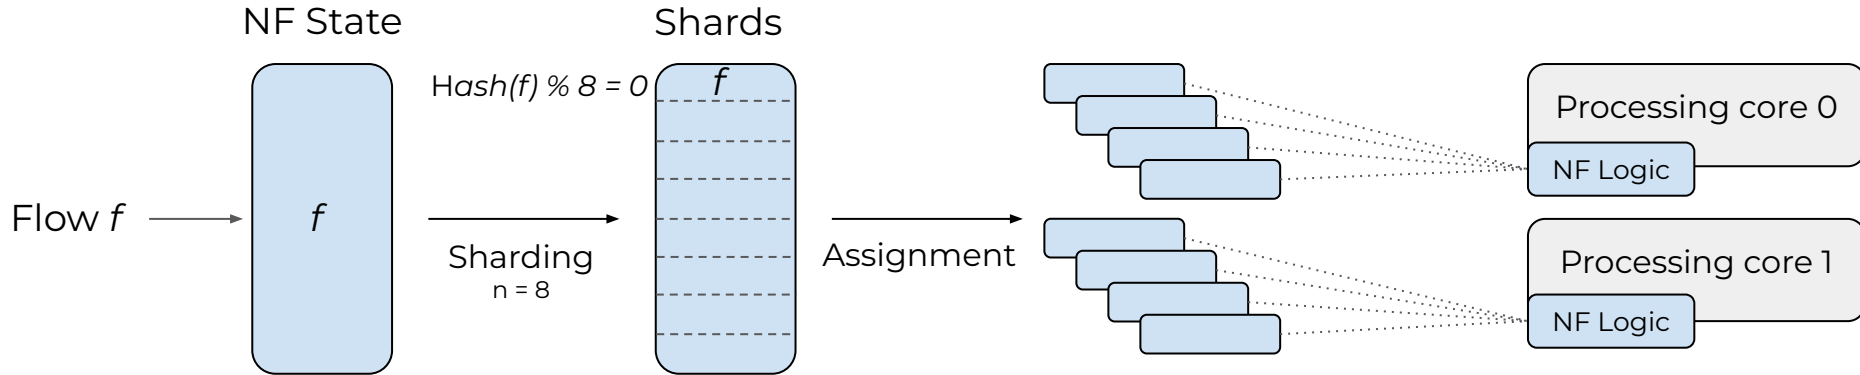 NF State
Shards
Hash(f) % 8 = 0
f
Flow f
f
Sharding
n = 8
Assignment
Processing core 0
NF Logic
Processing core 1
NF Logic